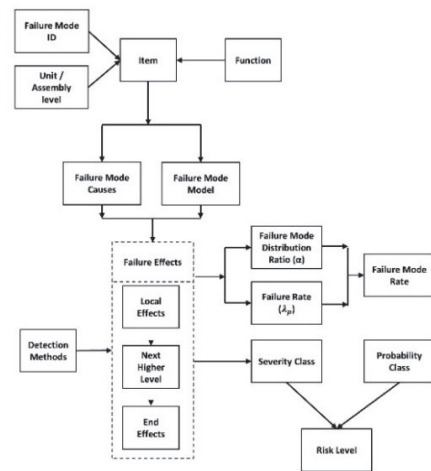 Failure Mode
ID
Unit /
Assembly
level
Item
Function
Failure Mode
Causes
Failure Mode
Model
Failure Effects
Local
Effects
Next
Higher
Level
End
Effects
Detection
Methods
Failure Mode
Distribution
Ratio (α)
Failure Rate
(λₚ)
Failure Mode
Rate
Severity Class
Probability
Class
Risk Level